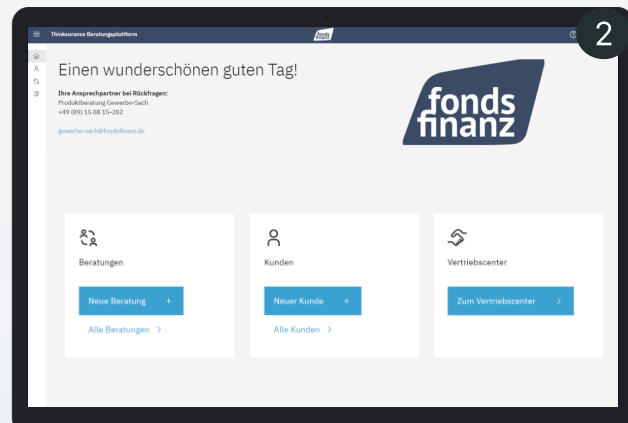 2
Thinksurance Beratungsplattform
fonds
finanz
Einen wunderschönen guten Tag!
Ihre Ansprechpartner bei Rückfragen:
Produktberatung Gewerbe-Sach
+49 (89) 15 88 15-282
gewerbe-sach@fondsfinanz.de
fonds
finanz
Beratungen
Neue Beratung +
Alle Beratungen >
Kunden
Neuer Kunde +
Alle Kunden >
Vertriebscenter
Zum Vertriebscenter >